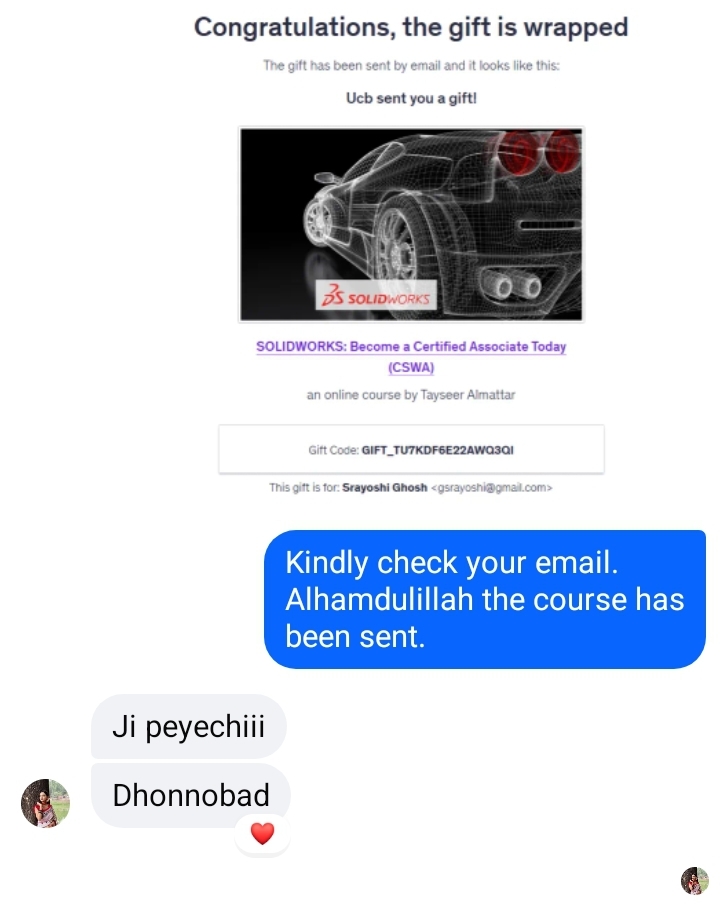 Congratulations, the gift is wrapped
The gift has been sent by email and it looks like this:
Ucb sent you a gift!
SOLIDWORKS
SOLIDWORKS: Become a Certified Associate Today
(CSWA)
an online course by Tayseer Almattar
Gift Code: GIFT_TU7KDF6E22AWQ3QI
This gift is for: Srayoshi Ghosh <gsrayoshi@gmail.com>
Kindly check your email.
Alhamdulillah the course has
been sent.
Ji peyechiii
Dhonnobad